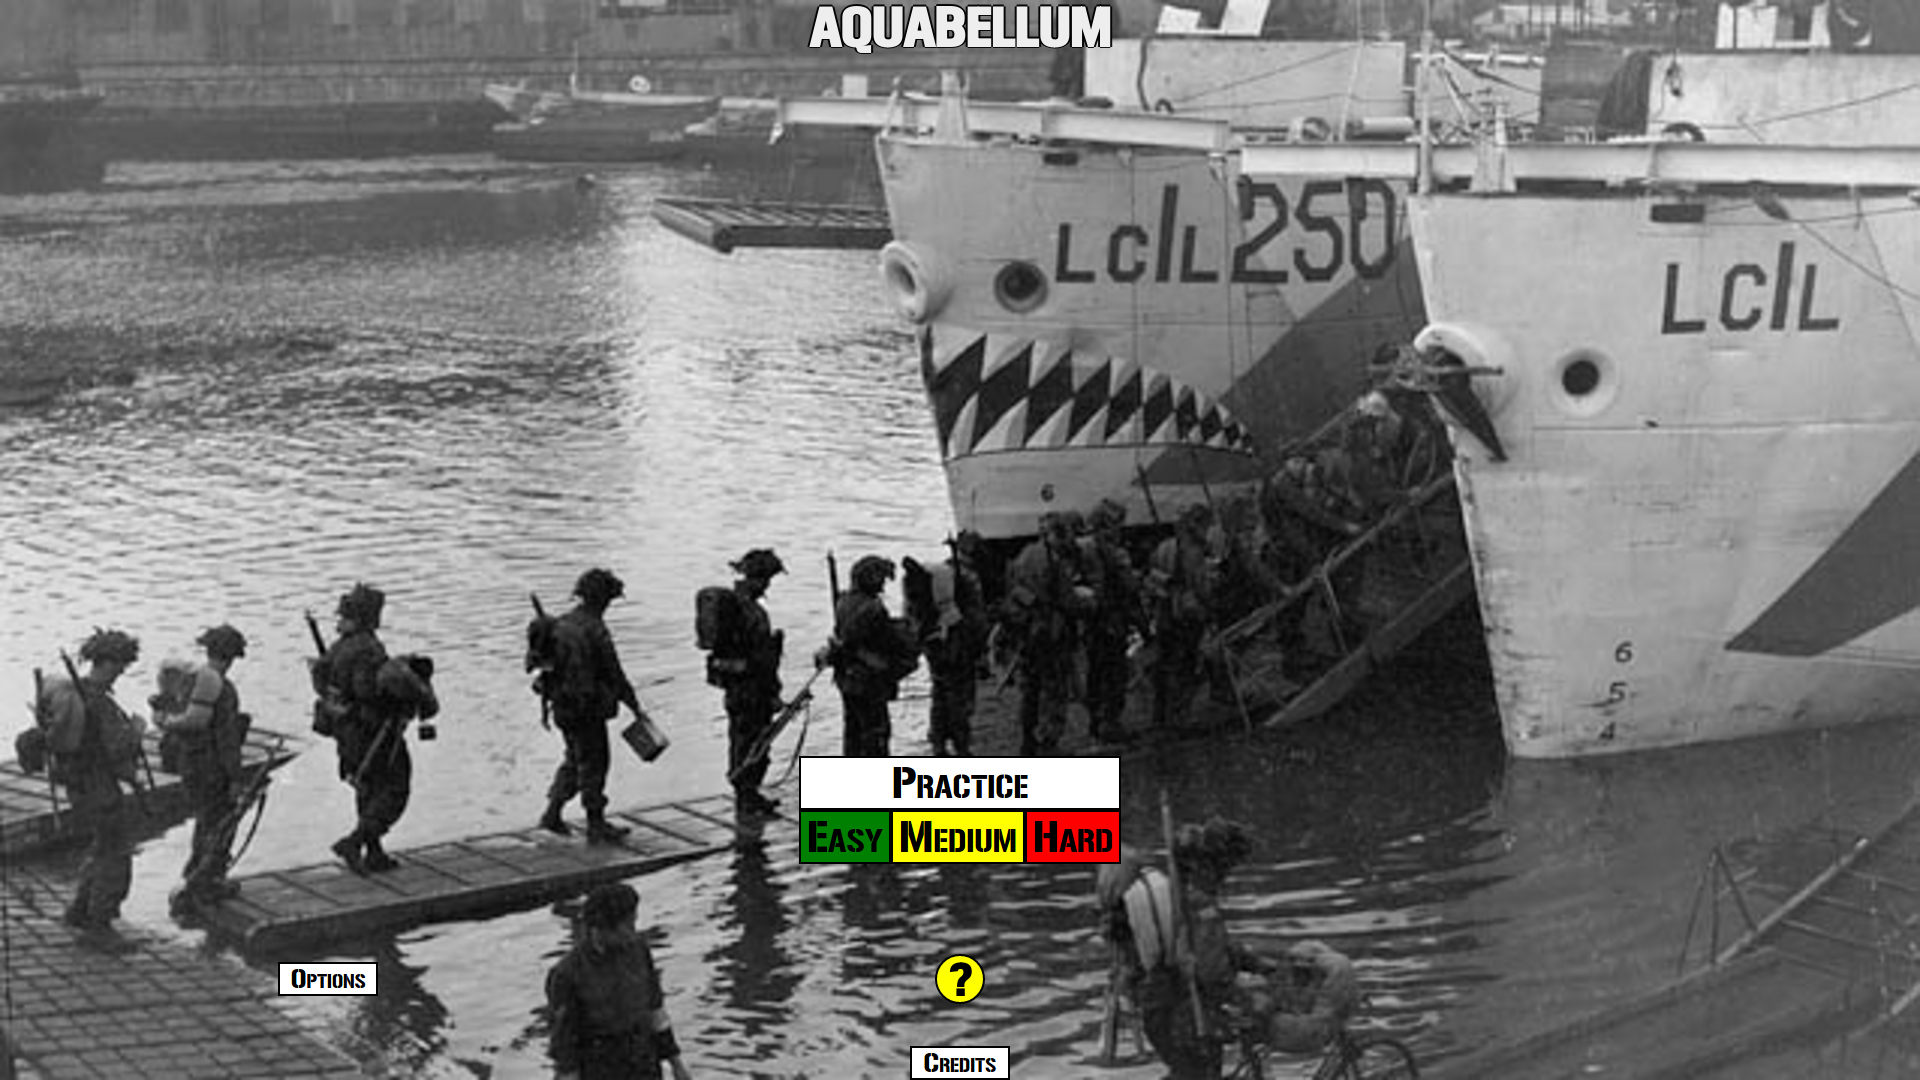 AQUABELLUM
LCIL 250
LCIL
6
6
5
4
PRACTICE
EASY MEDIUM HARD
OPTIONS
?
CREDITS